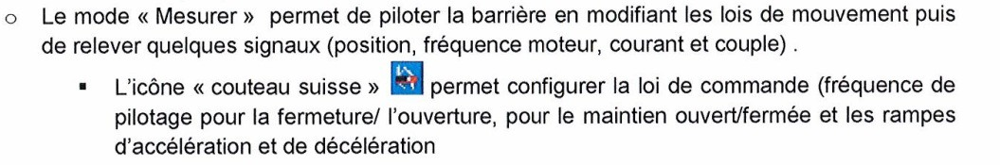 o Le mode « Mesurer » permet de piloter la barrière en modifiant les lois de mouvement puis
de relever quelques signaux (position, fréquence moteur, courant et couple) .
▪ L'icône « couteau suisse » permet configurer la loi de commande (fréquence de
pilotage pour la fermeture/ l'ouverture, pour le maintien ouvert/fermée et les rampes
d'accélération et de décélération